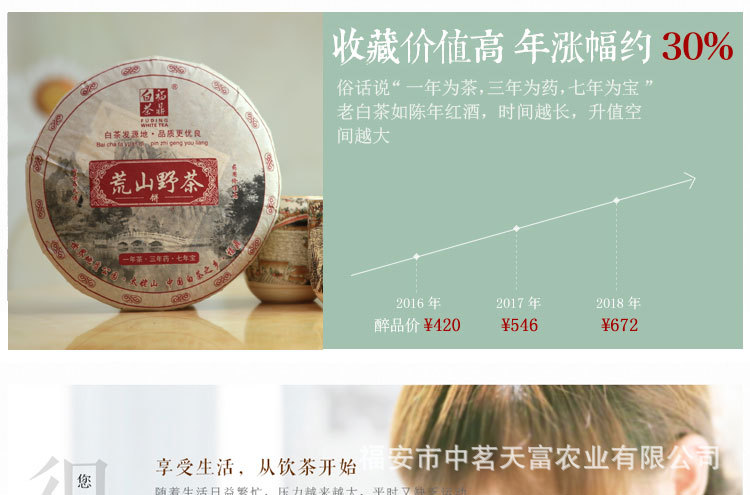 收藏价值高 年涨幅约 30%
俗话说“一年为茶,三年为药,七年为宝”
老白茶如陈年红酒，时间越长，升值空
间越大
2016 年
2017 年
2018 年
醉品价 ¥420
¥546
¥672
福鼎
白茶
FUDING
WHITE TEA
白茶发源地·品质更优良
Bai cha fa yuan di · pin zhi geng you liang
荒山野茶
饼
一年茶·三年药·七年宝
福安市中茗天富农业有限公司
您
享受生活，从饮茶开始
随着生活日益繁忙，压力越来越大，平时又缺乏运动